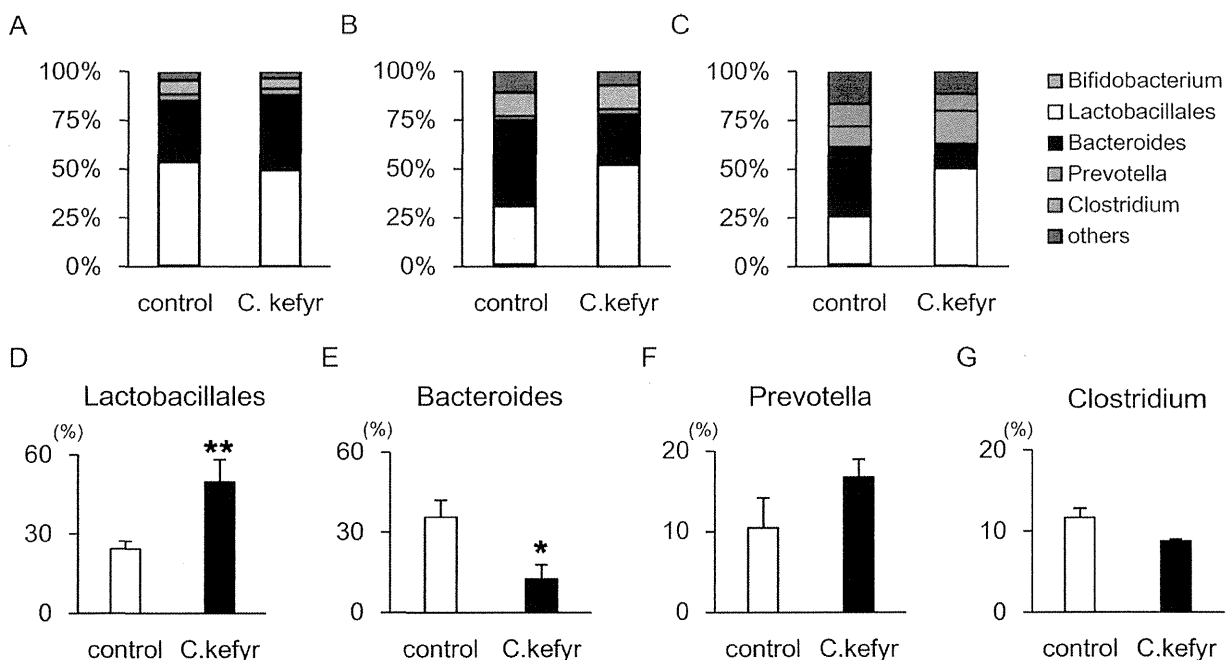 A
B
C
100%
75%
50%
25%
0%
control
C. kefyr
100%
75%
50%
25%
0%
control
C.kefyr
100%
75%
50%
25%
0%
control
C.kefyr
Bifidobacterium
Lactobacillales
Bacteroides
Prevotella
Clostridium
others
D
Lactobacillales
(%)
60
30
0
**
control
C.kefyr
E
Bacteroides
(%)
60
30
0
*
control
C.kefyr
F
Prevotella
(%)
20
10
0
control
C.kefyr
G
Clostridium
(%)
20
10
0
control
C.kefyr